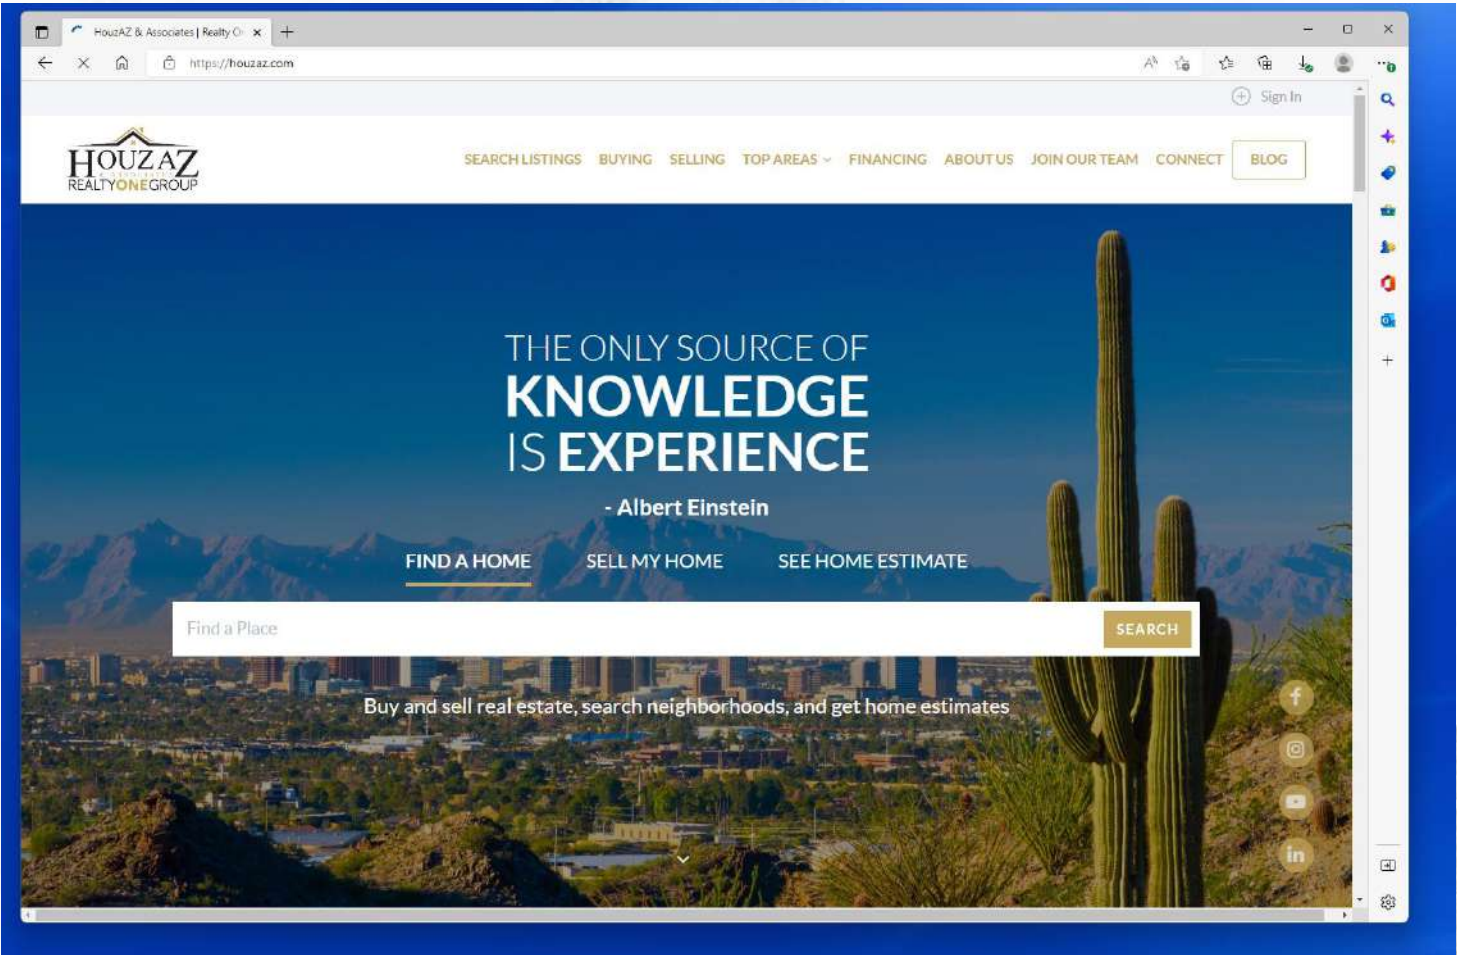 HouzAZ & Associates | Realty O
https://houzaz.com
Sign In
HOUZAZ
REALTYONEGROUP
SEARCH LISTINGS BUYING SELLING TOP AREAS FINANCING ABOUT US JOIN OUR TEAM CONNECT BLOG
THE ONLY SOURCE OF
KNOWLEDGE
IS EXPERIENCE
- Albert Einstein
FIND A HOME SELL MY HOME SEE HOME ESTIMATE
Find a Place SEARCH
Buy and sell real estate, search neighborhoods, and get home estimates